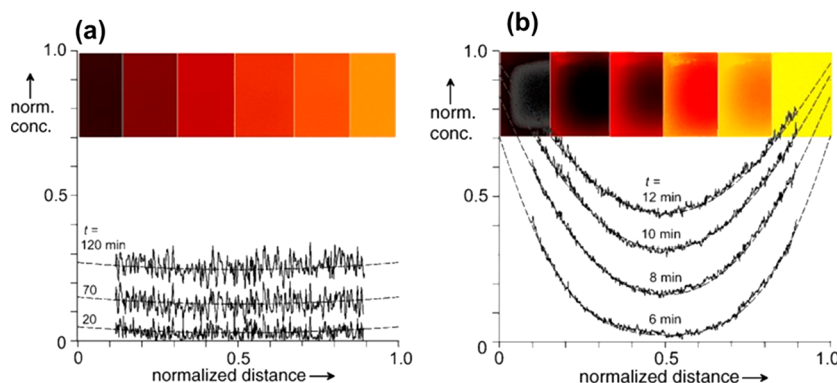 (a)
1.0
norm.
conc.
0.5
t =
120 min
70
20
0
0
0.5
1.0
normalized distance →
(b)
1.0
norm.
conc.
0.5
t =
12 min
10 min
8 min
6 min
0
0
0.5
1.0
normalized distance →